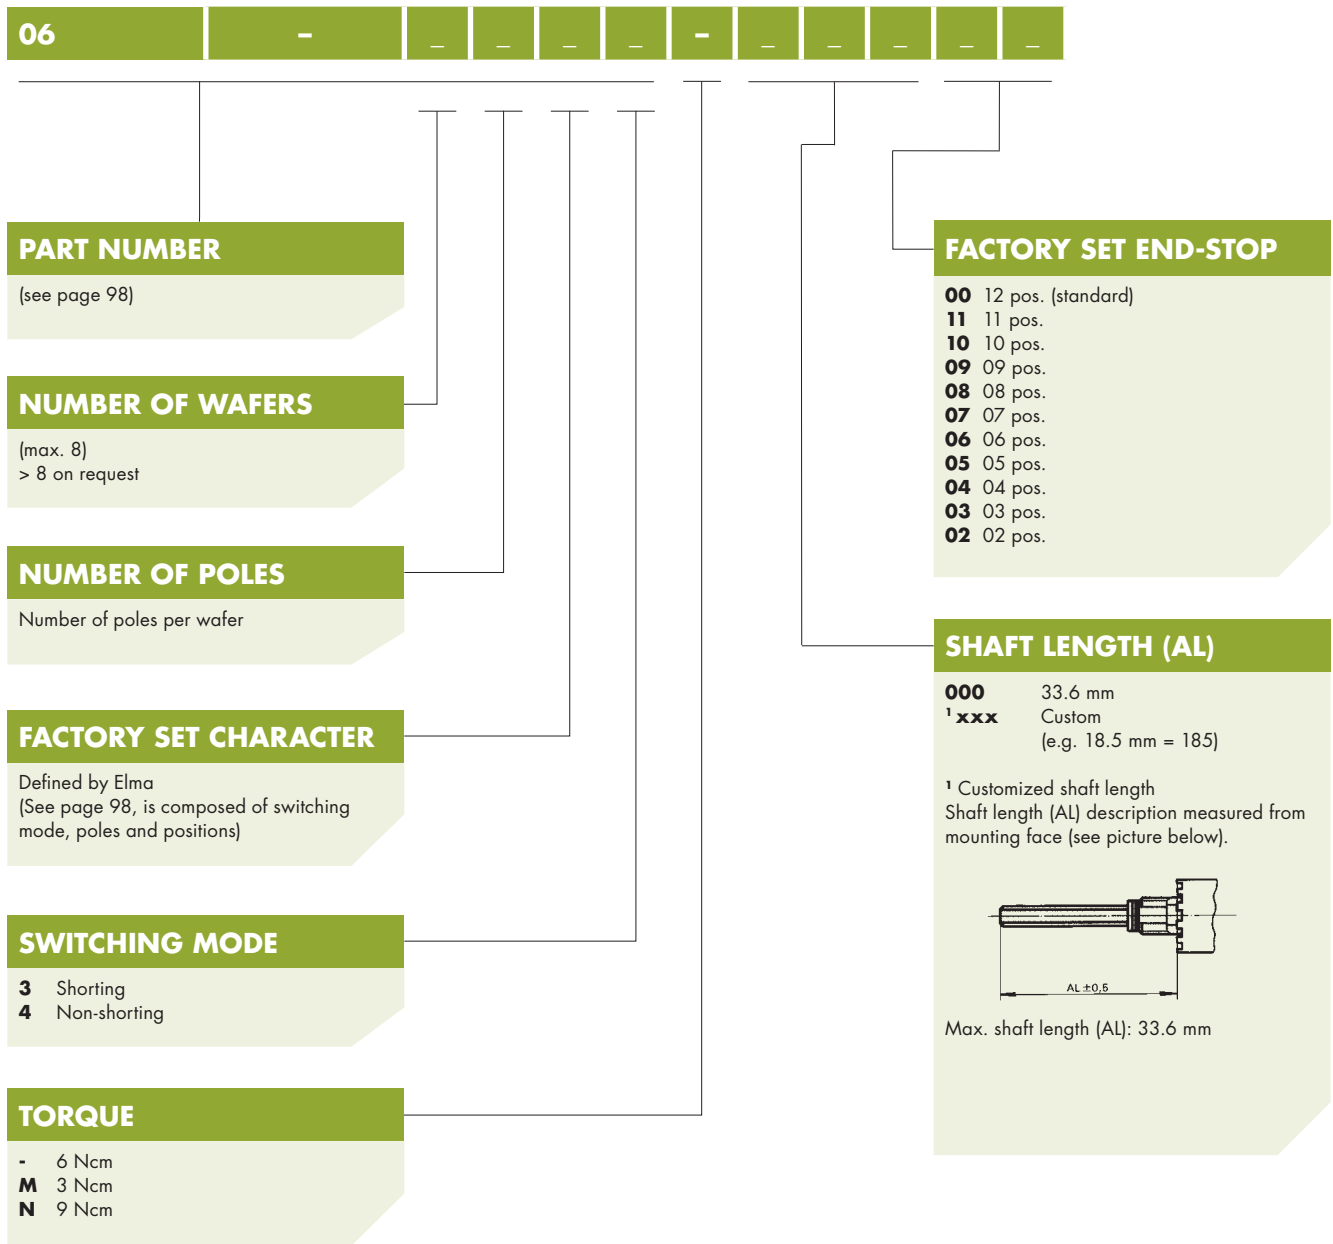 06 – _ _ _ _ – _ _ _ _ _
PART NUMBER
(see page 98)
NUMBER OF WAFERS
(max. 8)
> 8 on request
NUMBER OF POLES
Number of poles per wafer
FACTORY SET CHARACTER
Defined by Elma
(See page 98, is composed of switching
mode, poles and positions)
SWITCHING MODE
3 Shorting
4 Non-shorting
TORQUE
- 6 Ncm
M 3 Ncm
N 9 Ncm
FACTORY SET END-STOP
00 12 pos. (standard)
11 11 pos.
10 10 pos.
09 09 pos.
08 08 pos.
07 07 pos.
06 06 pos.
05 05 pos.
04 04 pos.
03 03 pos.
02 02 pos.
SHAFT LENGTH (AL)
000 33.6 mm
¹ xxx Custom
(e.g. 18.5 mm = 185)
¹ Customized shaft length
Shaft length (AL) description measured from
mounting face (see picture below).
AL ±0,5
Max. shaft length (AL): 33.6 mm